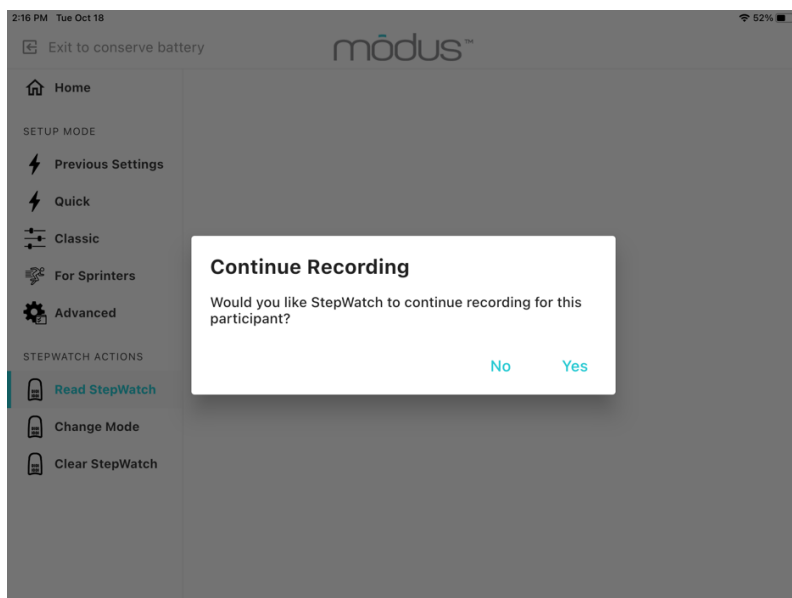 2:16 PM Tue Oct 18
52%
Exit to conserve battery
mōdus™
Home
SETUP MODE
Previous Settings
Quick
Classic
For Sprinters
Advanced
STEPWATCH ACTIONS
Read StepWatch
Change Mode
Clear StepWatch
Continue Recording
Would you like StepWatch to continue recording for this
participant?
No Yes